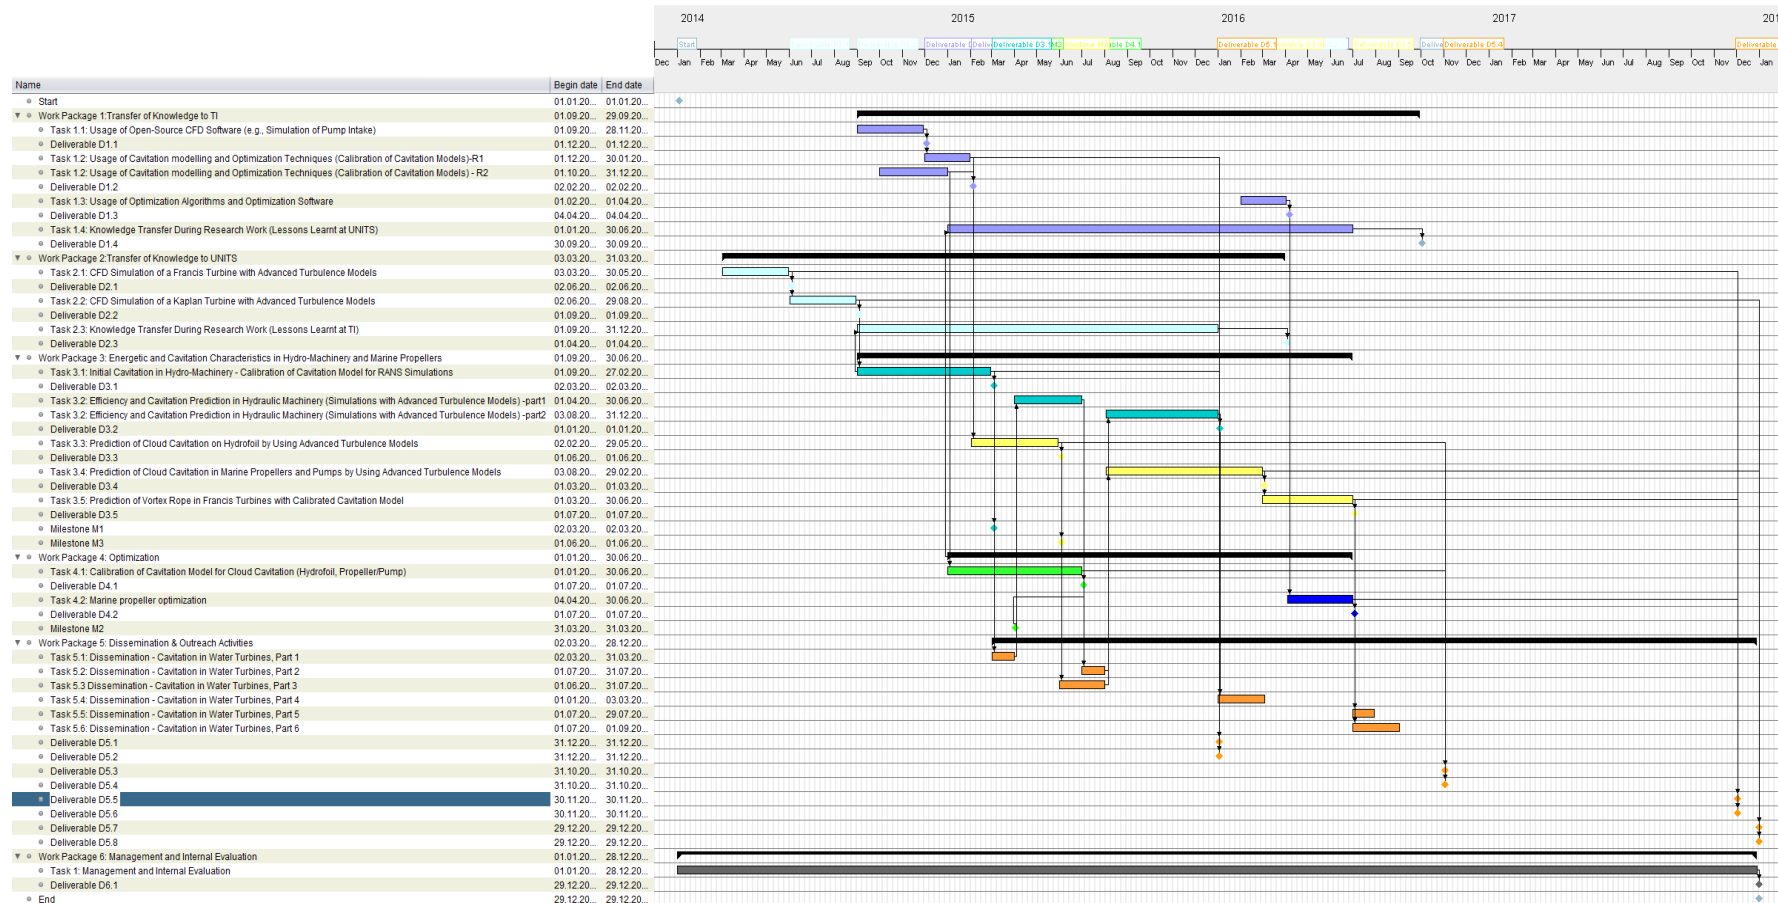 2014 2015 2016 2017 201
Start Deliverable D Deliv Deliverable D3.1 M2 ble D4.1 Deliverable D5.1 Delive Deliverable D5.4 Deliverable
Dec Jan Feb Mar Apr May Jun Jul Aug Sep Oct Nov Dec Jan Feb Mar Apr May Jun Jul Aug Sep Oct Nov Dec Jan Feb Mar Apr May Jun Jul Aug Sep Oct Nov Dec Jan Feb Mar Apr May Jun Jul Aug Sep Oct Nov Dec Jan
Name Begin date End date
Start 01.01.20... 01.01.20...
Work Package 1:Transfer of Knowledge to TI 01.09.20... 29.09.20...
Task 1.1: Usage of Open-Source CFD Software (e.g., Simulation of Pump Intake) 01.09.20... 28.11.20...
Deliverable D1.1 01.12.20... 01.12.20...
Task 1.2: Usage of Cavitation modelling and Optimization Techniques (Calibration of Cavitation Models)-R1 01.12.20... 30.01.20...
Task 1.2: Usage of Cavitation modelling and Optimization Techniques (Calibration of Cavitation Models) - R2 01.10.20... 31.12.20...
Deliverable D1.2 02.02.20... 02.02.20...
Task 1.3: Usage of Optimization Algorithms and Optimization Software 01.02.20... 01.04.20...
Deliverable D1.3 04.04.20... 04.04.20...
Task 1.4: Knowledge Transfer During Research Work (Lessons Learnt at UNITS) 01.01.20... 30.06.20...
Deliverable D1.4 30.09.20... 30.09.20...
Work Package 2:Transfer of Knowledge to UNITS 03.03.20... 31.03.20...
Task 2.1: CFD Simulation of a Francis Turbine with Advanced Turbulence Models 03.03.20... 30.05.20...
Deliverable D2.1 02.06.20... 02.06.20...
Task 2.2: CFD Simulation of a Kaplan Turbine with Advanced Turbulence Models 02.06.20... 29.08.20...
Deliverable D2.2 01.09.20... 01.09.20...
Task 2.3: Knowledge Transfer During Research Work (Lessons Learnt at TI) 01.09.20... 31.12.20...
Deliverable D2.3 01.04.20... 01.04.20...
Work Package 3: Energetic and Cavitation Characteristics in Hydro-Machinery and Marine Propellers 01.09.20... 30.06.20...
Task 3.1: Initial Cavitation in Hydro-Machinery - Calibration of Cavitation Model for RANS Simulations 01.09.20... 27.02.20...
Deliverable D3.1 02.03.20... 02.03.20...
Task 3.2: Efficiency and Cavitation Prediction in Hydraulic Machinery (Simulations with Advanced Turbulence Models) -part1 01.04.20... 30.06.20...
Task 3.2: Efficiency and Cavitation Prediction in Hydraulic Machinery (Simulations with Advanced Turbulence Models) -part2 03.08.20... 31.12.20...
Deliverable D3.2 01.01.20... 01.01.20...
Task 3.3: Prediction of Cloud Cavitation on Hydrofoil by Using Advanced Turbulence Models 02.02.20... 29.05.20...
Deliverable D3.3 01.06.20... 01.06.20...
Task 3.4: Prediction of Cloud Cavitation in Marine Propellers and Pumps by Using Advanced Turbulence Models 03.08.20... 29.02.20...
Deliverable D3.4 01.03.20... 01.03.20...
Task 3.5: Prediction of Vortex Rope in Francis Turbines with Calibrated Cavitation Model 01.03.20... 30.06.20...
Deliverable D3.5 01.07.20... 01.07.20...
Milestone M1 02.03.20... 02.03.20...
Milestone M3 01.06.20... 01.06.20...
Work Package 4: Optimization 01.01.20... 30.06.20...
Task 4.1: Calibration of Cavitation Model for Cloud Cavitation (Hydrofoil, Propeller/Pump) 01.01.20... 30.06.20...
Deliverable D4.1 01.07.20... 01.07.20...
Task 4.2: Marine propeller optimization 04.04.20... 30.06.20...
Deliverable D4.2 01.07.20... 01.07.20...
Milestone M2 31.03.20... 31.03.20...
Work Package 5: Dissemination & Outreach Activities 02.03.20... 28.12.20...
Task 5.1: Dissemination - Cavitation in Water Turbines, Part 1 02.03.20... 31.03.20...
Task 5.2: Dissemination - Cavitation in Water Turbines, Part 2 01.07.20... 31.07.20...
Task 5.3 Dissemination - Cavitation in Water Turbines, Part 3 01.06.20... 31.07.20...
Task 5.4: Dissemination - Cavitation in Water Turbines, Part 4 01.01.20... 03.03.20...
Task 5.5: Dissemination - Cavitation in Water Turbines, Part 5 01.07.20... 29.07.20...
Task 5.6: Dissemination - Cavitation in Water Turbines, Part 6 01.07.20... 01.09.20...
Deliverable D5.1 31.12.20... 31.12.20...
Deliverable D5.2 31.12.20... 31.12.20...
Deliverable D5.3 31.10.20... 31.10.20...
Deliverable D5.4 31.10.20... 31.10.20...
Deliverable D5.5 30.11.20... 30.11.20...
Deliverable D5.6 30.11.20... 30.11.20...
Deliverable D5.7 29.12.20... 29.12.20...
Deliverable D5.8 29.12.20... 29.12.20...
Work Package 6: Management and Internal Evaluation 01.01.20... 28.12.20...
Task 1: Management and Internal Evaluation 01.01.20... 28.12.20...
Deliverable D6.1 29.12.20... 29.12.20...
End 29.12.20... 29.12.20...